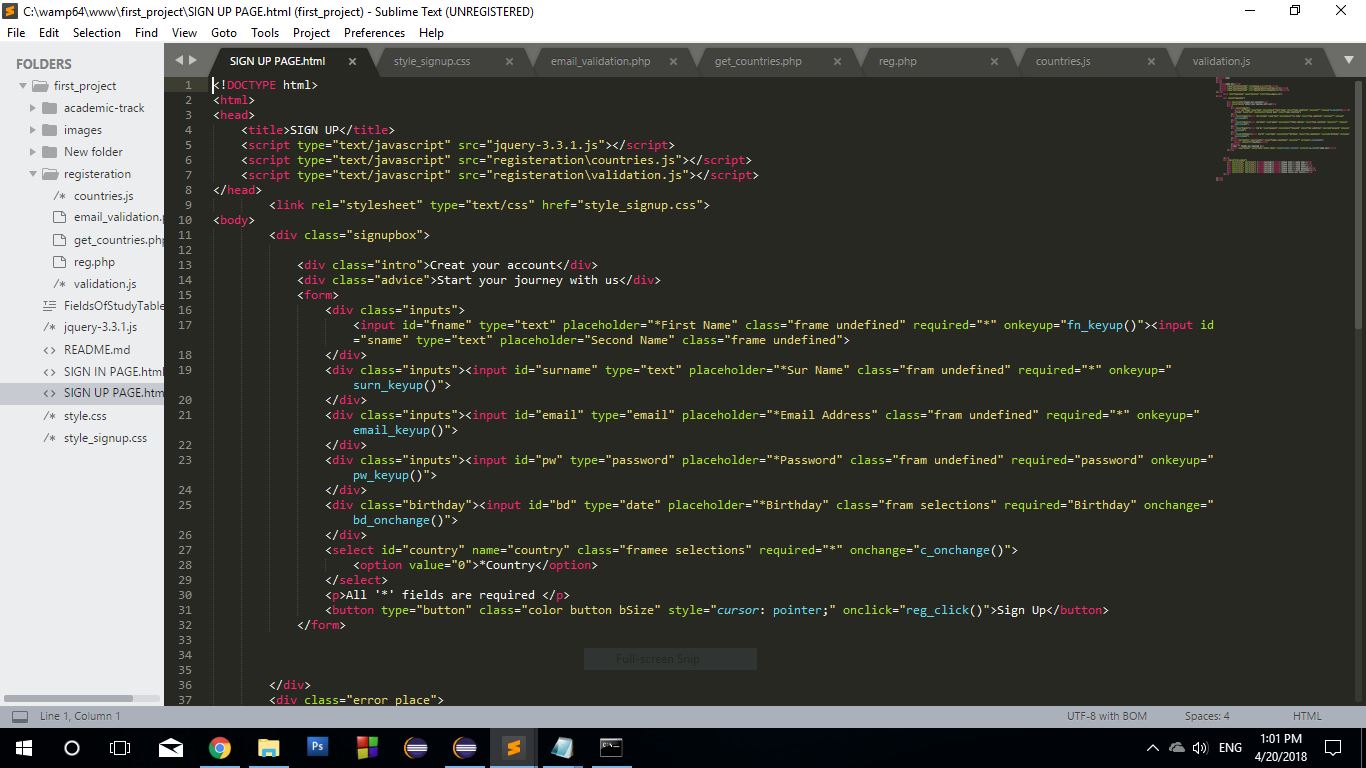 C:\wamp64\www\first_project\SIGN UP PAGE.html (first_project) - Sublime Text (UNREGISTERED)
File Edit Selection Find View Goto Tools Project Preferences Help
FOLDERS
first_project
academic-track
images
New folder
registeration
countries.js
email_validation.
get_countries.php
reg.php
validation.js
FieldsOfStudyTable
jquery-3.3.1.js
README.md
SIGN IN PAGE.html
SIGN UP PAGE.htm
style.css
style_signup.css
SIGN UP PAGE.html style_signup.css email_validation.php get_countries.php reg.php countries.js validation.js
1 <!DOCTYPE html>
2 <html>
3 <head>
4 <title>SIGN UP</title>
5 <script type="text/javascript" src="jquery-3.3.1.js"></script>
6 <script type="text/javascript" src="registeration\countries.js"></script>
7 <script type="text/javascript" src="registeration\validation.js"></script>
8 </head>
9 <link rel="stylesheet" type="text/css" href="style_signup.css">
10 <body>
11 <div class="signupbox">
12
13 <div class="intro">Creat your account</div>
14 <div class="advice">Start your journey with us</div>
15 <form>
16 <div class="inputs">
17 <input id="fname" type="text" placeholder="*First Name" class="frame undefined" required="*" onkeyup="fn_keyup()"><input id
="sname" type="text" placeholder="Second Name" class="frame undefined">
18 </div>
19 <div class="inputs"><input id="surname" type="text" placeholder="*Sur Name" class="fram undefined" required="*" onkeyup="
surn_keyup()">
20 </div>
21 <div class="inputs"><input id="email" type="email" placeholder="*Email Address" class="fram undefined" required="*" onkeyup="
email_keyup()">
22 </div>
23 <div class="inputs"><input id="pw" type="password" placeholder="*Password" class="fram undefined" required="password" onkeyup="
pw_keyup()">
24 </div>
25 <div class="birthday"><input id="bd" type="date" placeholder="*Birthday" class="fram selections" required="Birthday" onchange="
bd_onchange()">
26 </div>
27 <select id="country" name="country" class="framee selections" required="*" onchange="c_onchange()">
28 <option value="0">*Country</option>
29 </select>
30 <p>All '*' fields are required </p>
31 <button type="button" class="color button bSize" style="cursor: pointer;" onclick="reg_click()">Sign Up</button>
32 </form>
33
34
Full-screen Snip
35
36 </div>
37 <div class="error place">
Line 1, Column 1 UTF-8 with BOM Spaces: 4 HTML
Ps
ENG
1:01 PM
4/20/2018